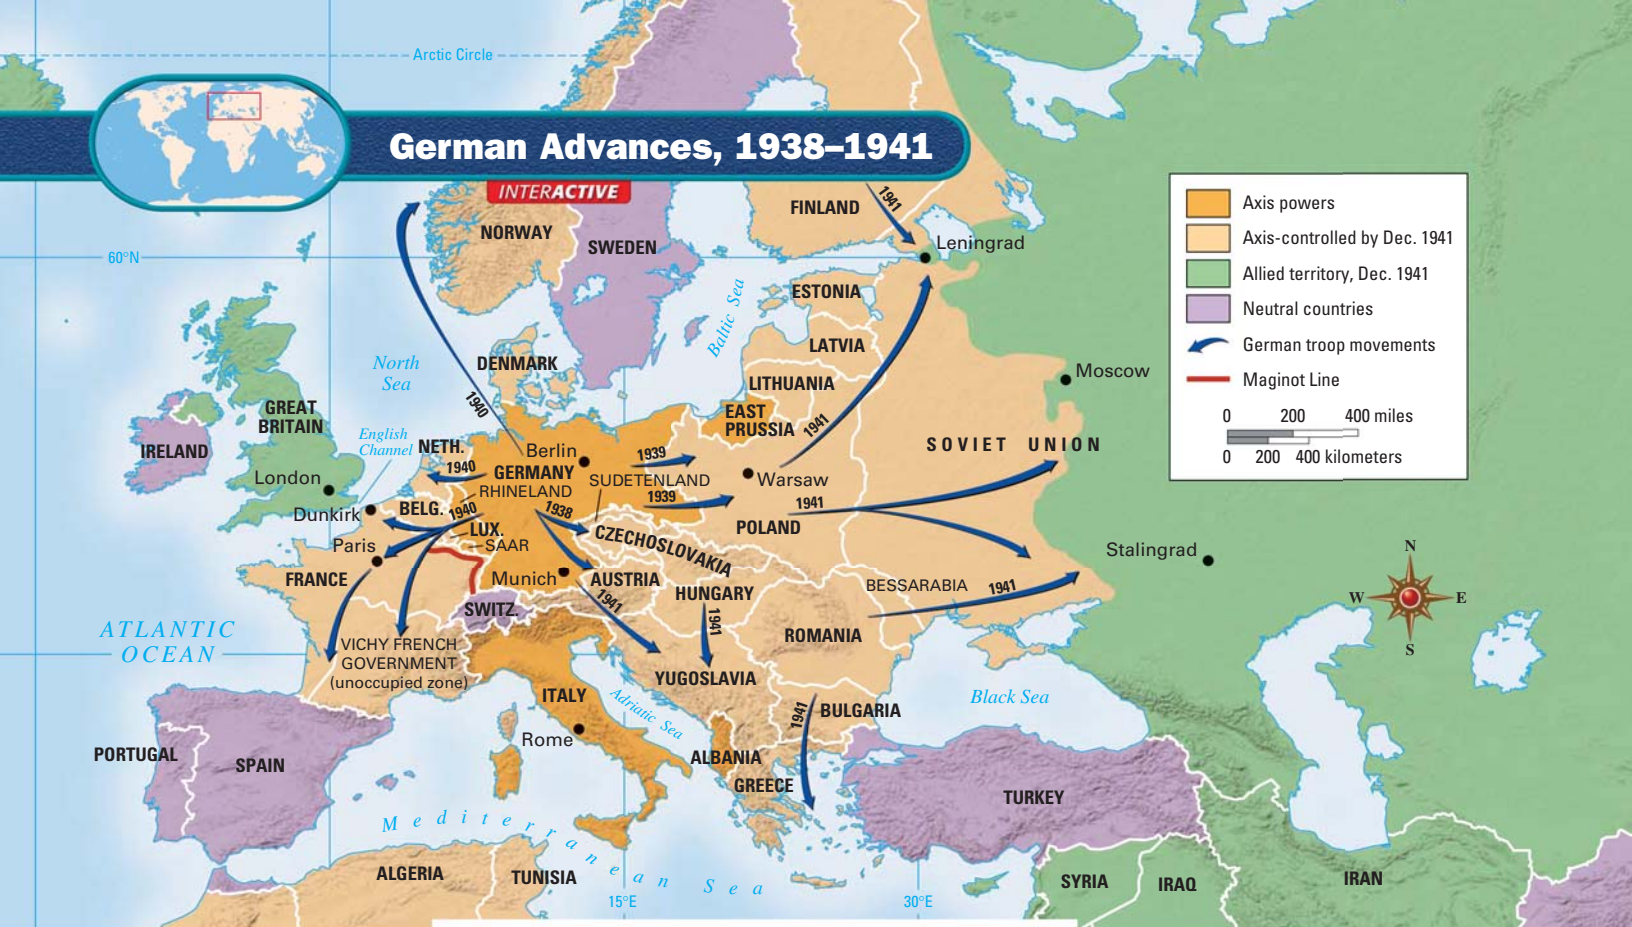 Arctic Circle
German Advances, 1938–1941
INTERACTIVE
Axis powers
Axis-controlled by Dec. 1941
Allied territory, Dec. 1941
Neutral countries
German troop movements
Maginot Line
0 200 400 miles
0 200 400 kilometers
60°N
NORWAY
SWEDEN
FINLAND
1941
Leningrad
ESTONIA
Baltic Sea
LATVIA
LITHUANIA
EAST
PRUSSIA
1941
Moscow
SOVIET UNION
North
Sea
DENMARK
1940
GREAT
BRITAIN
IRELAND
English
Channel
NETH.
London
Dunkirk
BELG.
1940
1940
Berlin
GERMANY
RHINELAND
1939
SUDETENLAND
1939
Warsaw
POLAND
1941
LUX.
SAAR
1938
CZECHOSLOVAKIA
Paris
FRANCE
Munich
AUSTRIA
HUNGARY
SWITZ.
1941
1941
BESSARABIA
1941
Stalingrad
N
W
E
S
ATLANTIC
OCEAN
VICHY FRENCH
GOVERNMENT
(unoccupied zone)
ROMANIA
YUGOSLAVIA
ITALY
Adriatic Sea
Rome
1941
BULGARIA
Black Sea
PORTUGAL
SPAIN
ALBANIA
GREECE
TURKEY
Mediterranean Sea
ALGERIA
TUNISIA
SYRIA
IRAQ
IRAN
15°E
30°E